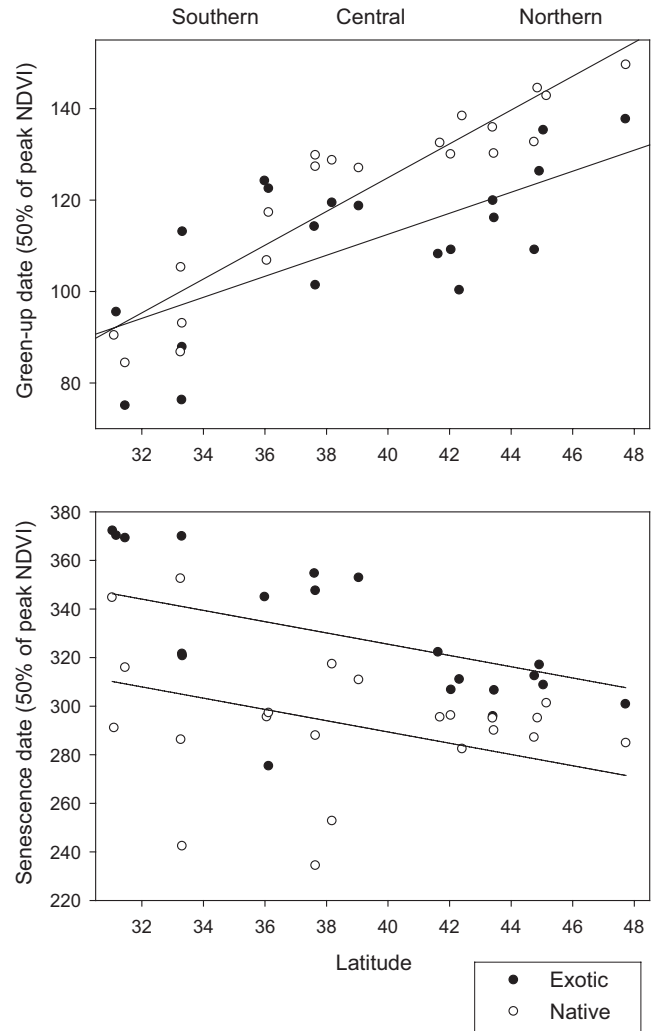 Southern Central Northern
Green-up date (50% of peak NDVI)
140
120
100
80
32 34 36 38 40 42 44 46 48
Senescence date (50% of peak NDVI)
380
360
340
320
300
280
260
240
220
32 34 36 38 40 42 44 46 48
Latitude
Exotic
Native